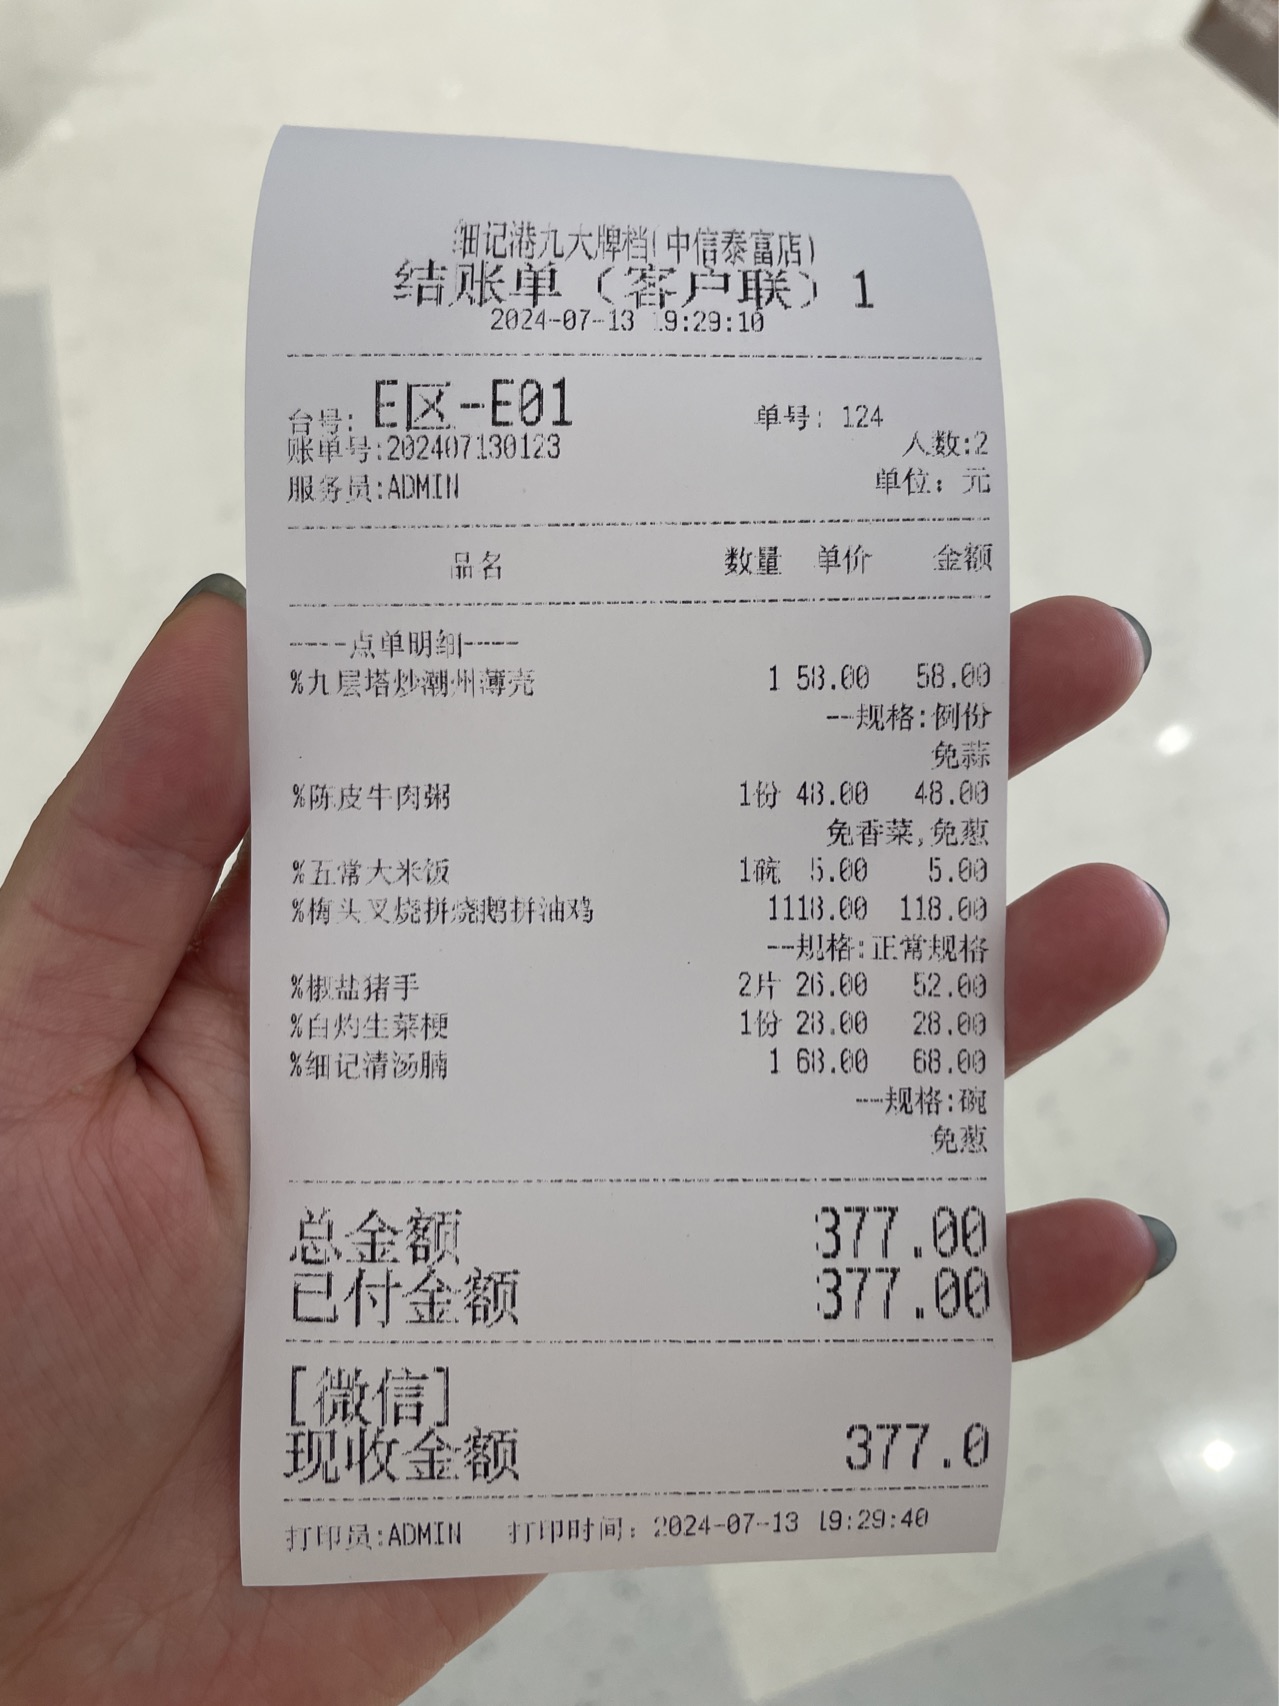 细记港九大牌档(中信泰富店)
结账单（客户联）1
2024-07-13 19:29:10
台号: E区-E01 单号: 124
账单号:202407130123 人数:2
服务员:ADMIN 单位：元
品名 数量 单价 金额
----点单明细----
%九层塔炒潮州薄壳 1 58.00 58.00
--规格:例份
免蒜
%陈皮牛肉粥 1份 48.00 48.00
免香菜,免葱
%五常大米饭 1碗 5.00 5.00
%梅头叉烧拼烧鹅拼油鸡 1118.00 118.00
--规格:正常规格
%椒盐猪手 2片 26.00 52.00
%白灼生菜梗 1份 28.00 28.00
%细记清汤腩 1 68.00 68.00
--规格:碗
免葱
总金额 377.00
已付金额 377.00
[微信]
现收金额 377.0
打印员:ADMIN 打印时间：2024-07-13 19:29:40